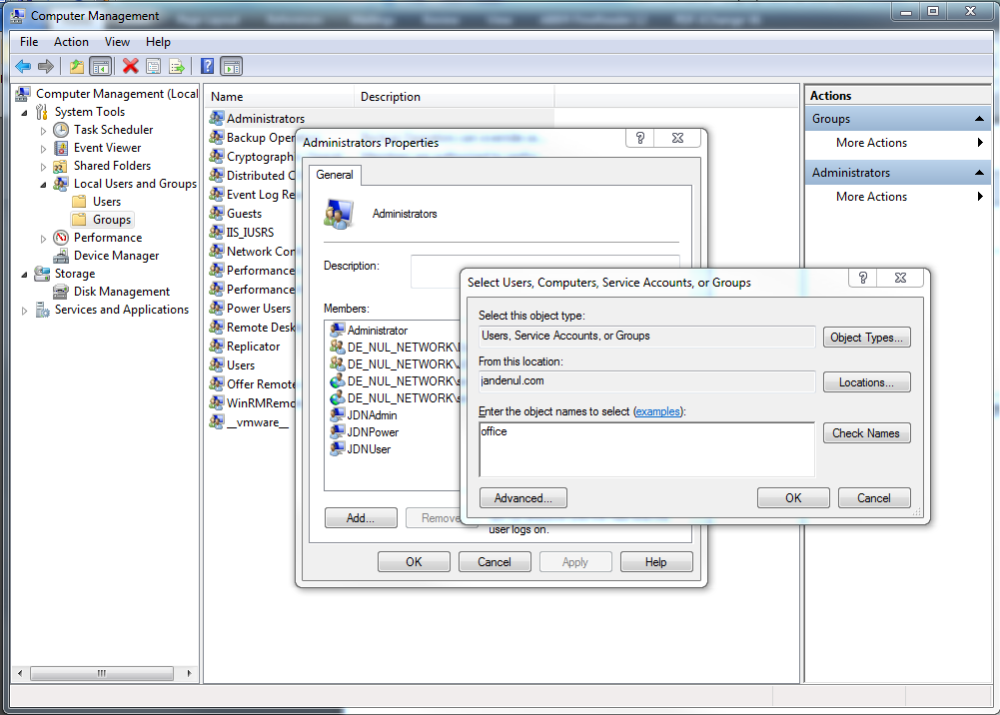 Computer Management
File Action View Help
Computer Management (Local
System Tools
Task Scheduler
Event Viewer
Shared Folders
Local Users and Groups
Users
Groups
Performance
Device Manager
Storage
Disk Management
Services and Applications
Name Description
Administrators
Backup Oper
Cryptograph
Distributed C
Event Log Re
Guests
IIS_IUSRS
Network Con
Performance
Performance
Power Users
Remote Desk
Replicator
Users
Offer Remote
WinRMRemo
__vmware__
Actions
Groups
More Actions
Administrators
More Actions
Administrators Properties
General
Administrators
Description:
Members:
Administrator
DE_NUL_NETWORK\
DE_NUL_NETWORK\
DE_NUL_NETWORK\s
DE_NUL_NETWORK\s
JDNAdmin
JDNPower
JDNUser
Add... Remove
user logs on.
OK Cancel Apply Help
Select Users, Computers, Service Accounts, or Groups
Select this object type:
Users, Service Accounts, or Groups Object Types...
From this location:
jandenul.com Locations...
Enter the object names to select (examples):
office Check Names
Advanced... OK Cancel